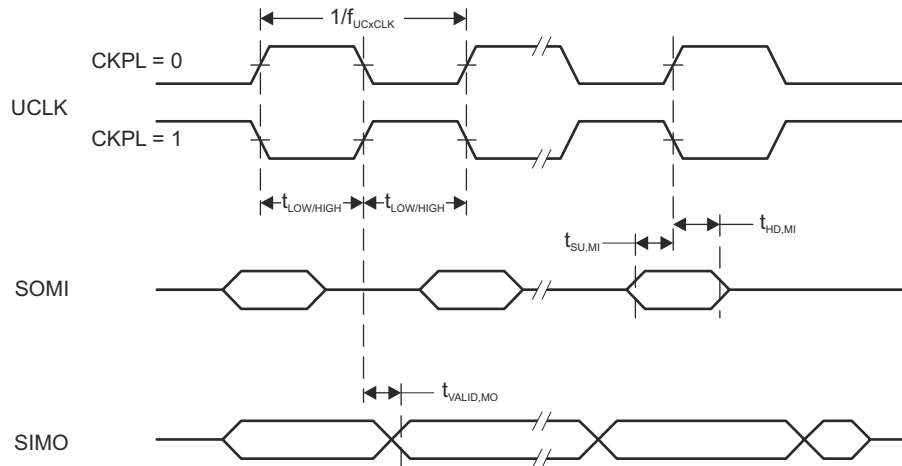 1/fUCxCLK
CKPL = 0
UCLK
CKPL = 1
tLOW/HIGH tLOW/HIGH
tHD,MI
tSU,MI
SOMI
tVALID,MO
SIMO